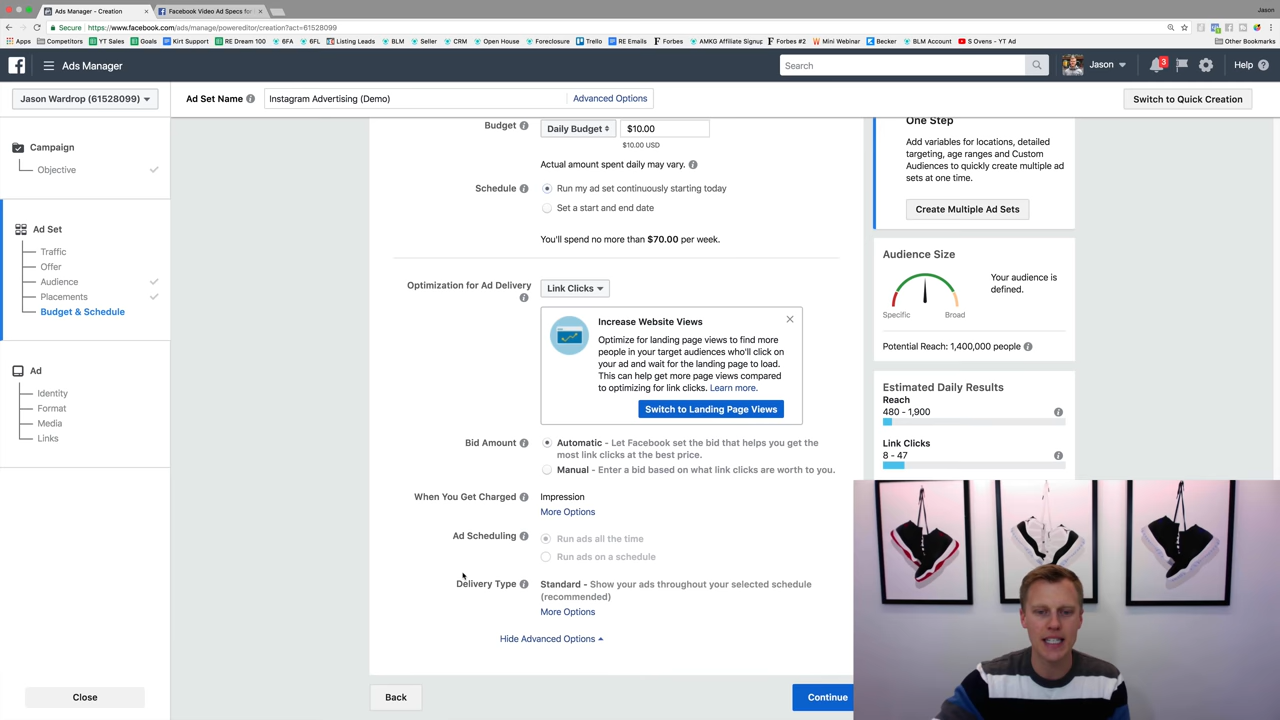 Jason
Ads Manager - Creation
Facebook Video Ad Specs for
Secure
https://www.facebook.com/ads/manage/powereditor/creation?act=61528099
Apps
Competitors
YT Sales
Goals
Kirt Support
RE Dream 100
6FA
6FL
Listing Leads
BLM
Seller
CRM
Open House
Foreclosure
Trello
RE Emails
Forbes
AMKG Affiliate Signup
Forbes #2
Mini Webinar
Becker
BLM Account
S Ovens - YT Ad
Other Bookmarks
Ads Manager
Search
Jason
3
Help
Jason Wardrop (61528099)
Ad Set Name
Instagram Advertising (Demo)
Advanced Options
Switch to Quick Creation
Campaign
Objective
Ad Set
Traffic
Offer
Audience
Placements
Budget & Schedule
Ad
Identity
Format
Media
Links
Close
Budget
Daily Budget
$10.00
$10.00 USD
Actual amount spent daily may vary.
Schedule
Run my ad set continuously starting today
Set a start and end date
You'll spend no more than $70.00 per week.
Optimization for Ad Delivery
Link Clicks
Increase Website Views
Optimize for landing page views to find more
people in your target audiences who'll click on
your ad and wait for the landing page to load.
This can help get more page views compared
to optimizing for link clicks. Learn more.
Switch to Landing Page Views
Bid Amount
Automatic - Let Facebook set the bid that helps you get the
most link clicks at the best price.
Manual - Enter a bid based on what link clicks are worth to you.
When You Get Charged
Impression
More Options
Ad Scheduling
Run ads all the time
Run ads on a schedule
Delivery Type
Standard - Show your ads throughout your selected schedule
(recommended)
More Options
Hide Advanced Options
Back
Continue
One Step
Add variables for locations, detailed
targeting, age ranges and Custom
Audiences to quickly create multiple ad
sets at one time.
Create Multiple Ad Sets
Audience Size
Your audience is
defined.
Specific
Broad
Potential Reach: 1,400,000 people
Estimated Daily Results
Reach
480 - 1,900
Link Clicks
8 - 47